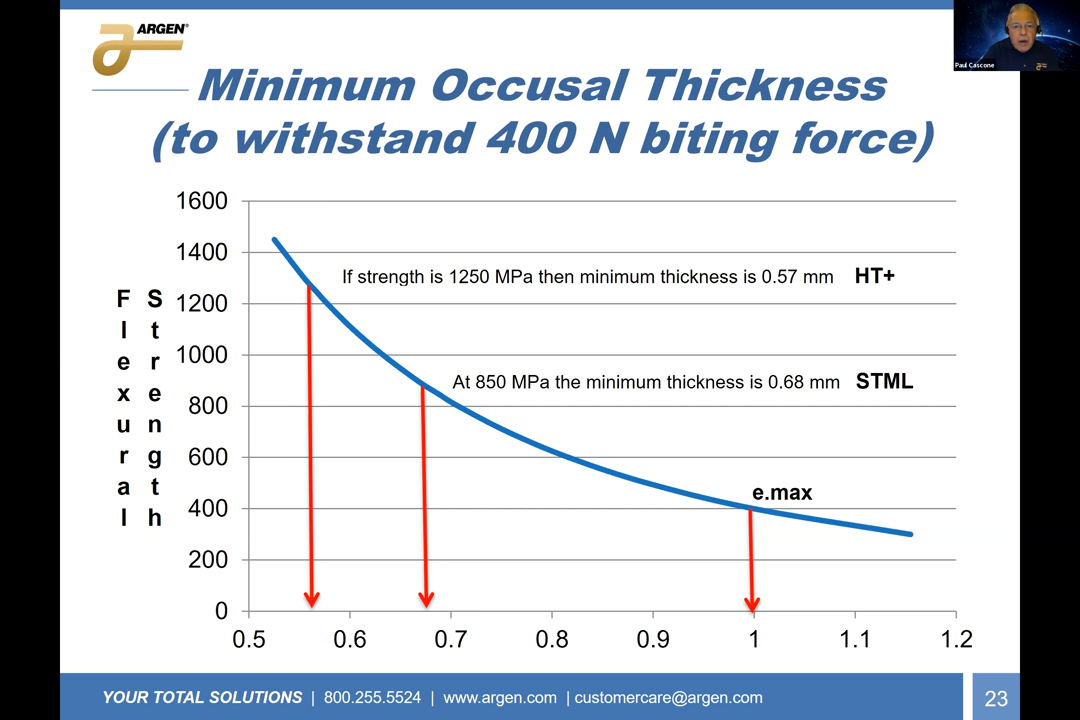 ARGEN®
Paul Cascone
Minimum Occusal Thickness
(to withstand 400 N biting force)
Flexural
Strength
1600
1400
1200
1000
800
600
400
200
0
If strength is 1250 MPa then minimum thickness is 0.57 mm HT+
At 850 MPa the minimum thickness is 0.68 mm STML
e.max
0.5 0.6 0.7 0.8 0.9 1 1.1 1.2
YOUR TOTAL SOLUTIONS | 800.255.5524 | www.argen.com | customercare@argen.com
23